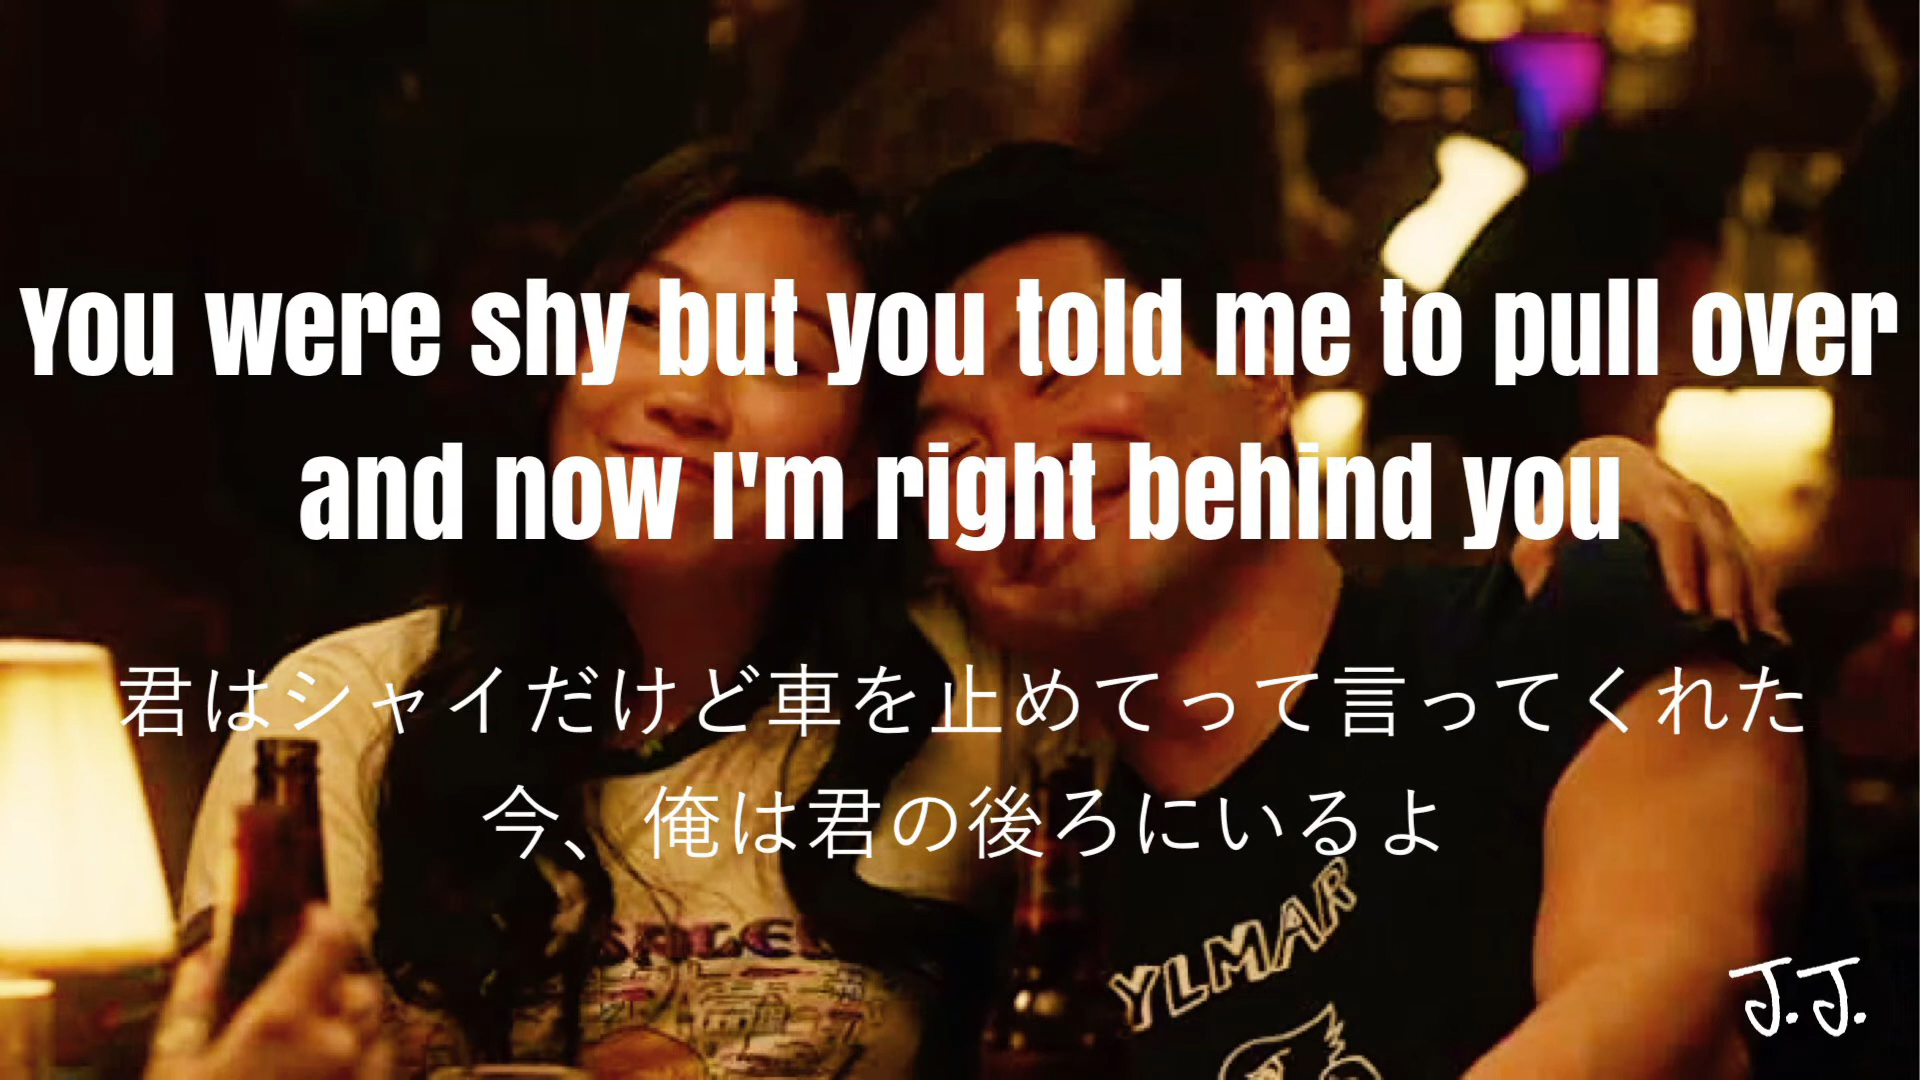 You were shy but you told me to pull over
and now I'm right behind you
君はシャイだけど車を止めてって言ってくれた
今、俺は君の後ろにいるよ
YLMAR
J.J.